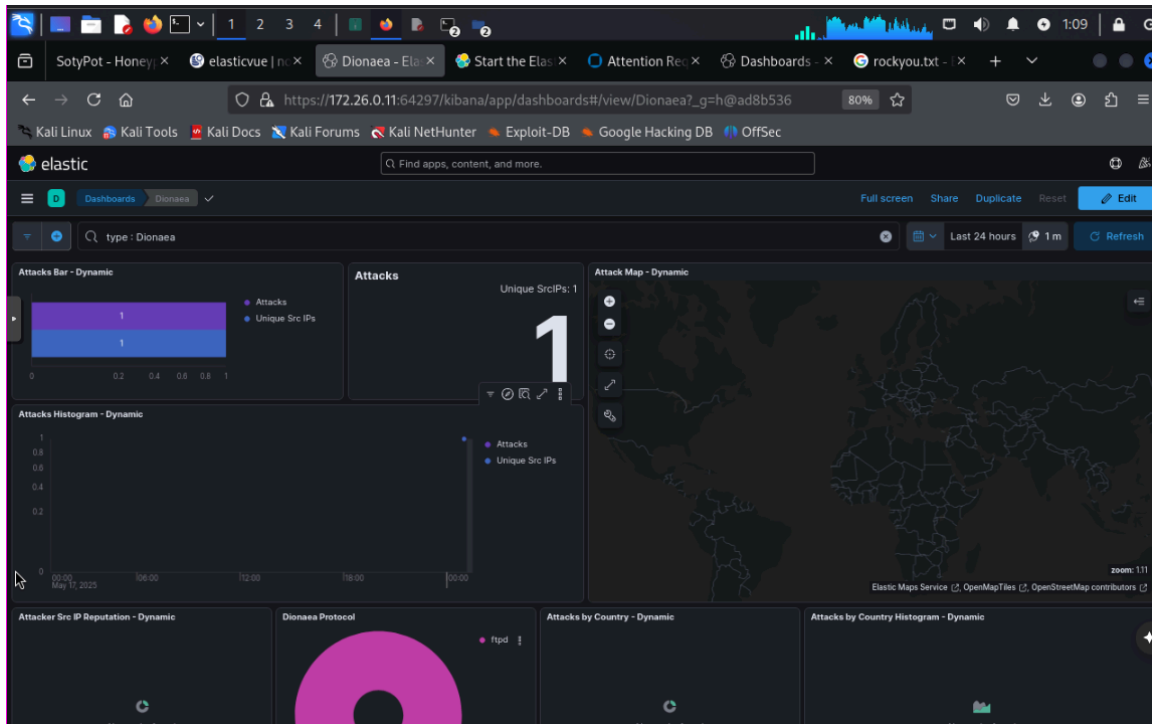 1 2 3 4 1:09
SotyPot - Honey elasticvue | n Dionaea - Ela Start the Elas Attention Req Dashboards - rockyou.txt -
https://172.26.0.11:64297/kibana/app/dashboards#/view/Dionaea?_g=h@ad8b536 80%
Kali Linux Kali Tools Kali Docs Kali Forums Kali NetHunter Exploit-DB Google Hacking DB OffSec
elastic Find apps, content, and more.
D Dashboards Dionaea Full screen Share Duplicate Reset Edit
type : Dionaea Last 24 hours 1 m Refresh
Attacks Bar - Dynamic
Attacks
Unique Src IPs
1
1
0 0.2 0.4 0.6 0.8 1
Attacks
Unique SrcIPs: 1
1
Attack Map - Dynamic
zoom: 1.11
Elastic Maps Service, OpenMapTiles, OpenStreetMap contributors
Attacks Histogram - Dynamic
1
0.8
0.6
0.4
0.2
0
Attacks
Unique Src IPs
00:00 06:00 12:00 18:00 00:00
May 17, 2025
Attacker Src IP Reputation - Dynamic
Dionaea Protocol
ftpd
Attacks by Country - Dynamic
Attacks by Country Histogram - Dynamic